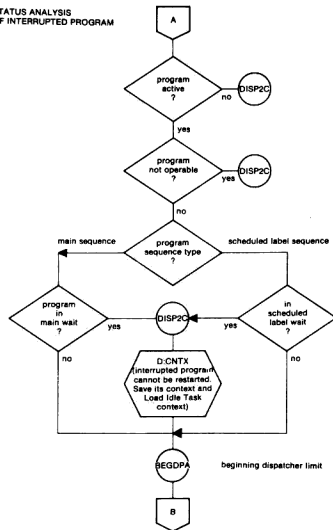 STATUS ANALYSIS
OF INTERRUPTED PROGRAM
A
program
active
?
no
DISP2C
yes
program
not operable
?
yes
DISP2C
no
main sequence
program
sequence type
?
scheduled label sequence
program
in
main wait
?
yes
DISP2C
yes
in
scheduled
label wait
?
no
D:CNTX
(interrupted program
cannot be restarted.
Save its context and
Load Idle Task
context)
no
BEGDPA
beginning dispatcher limit
B